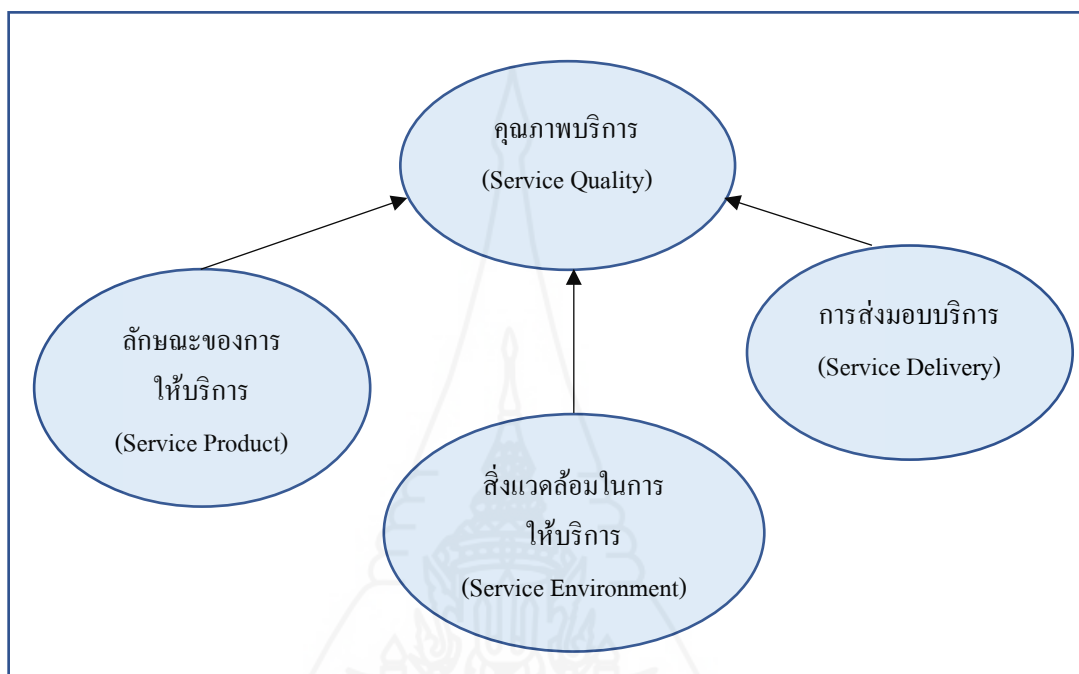 คุณภาพบริการ
(Service Quality)
ลักษณะของการ
ให้บริการ
(Service Product)
สิ่งแวดล้อมในการ
ให้บริการ
(Service Environment)
การส่งมอบบริการ
(Service Delivery)